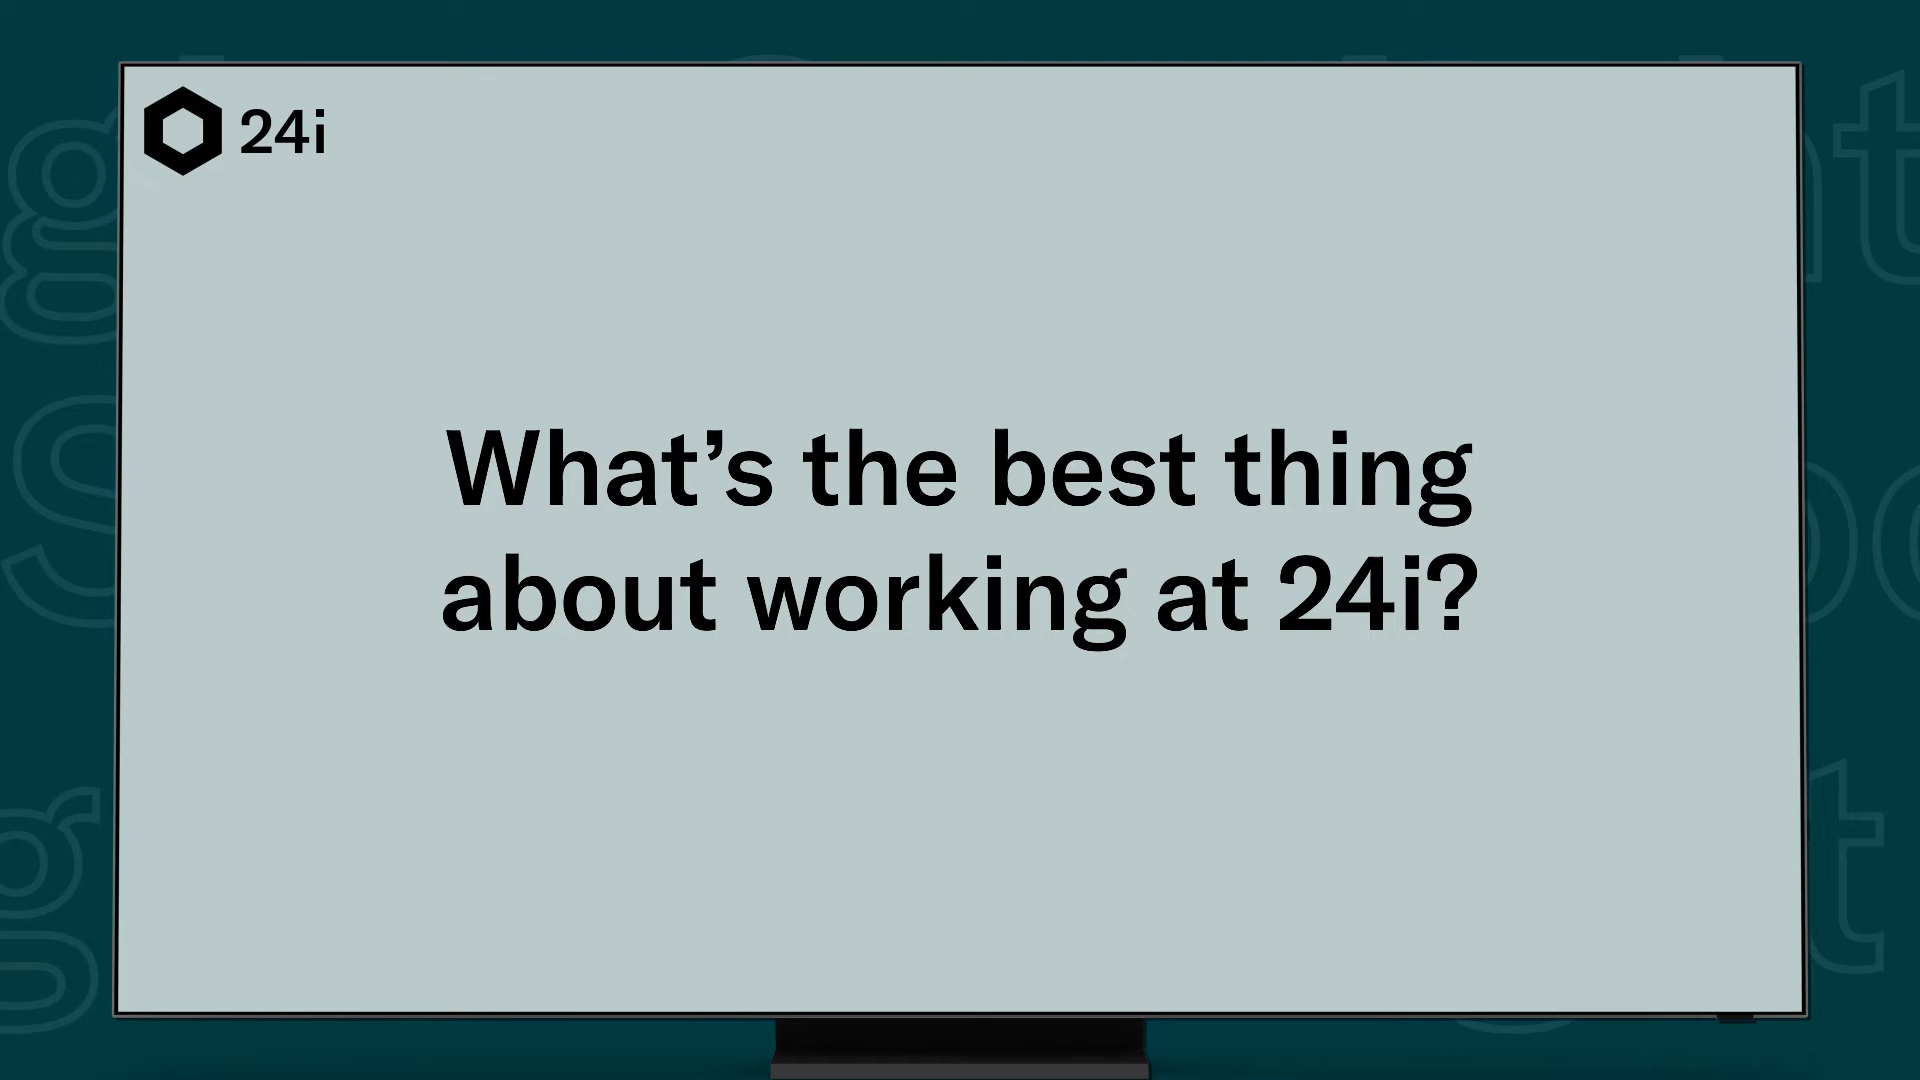 24i
What’s the best thing
about working at 24i?